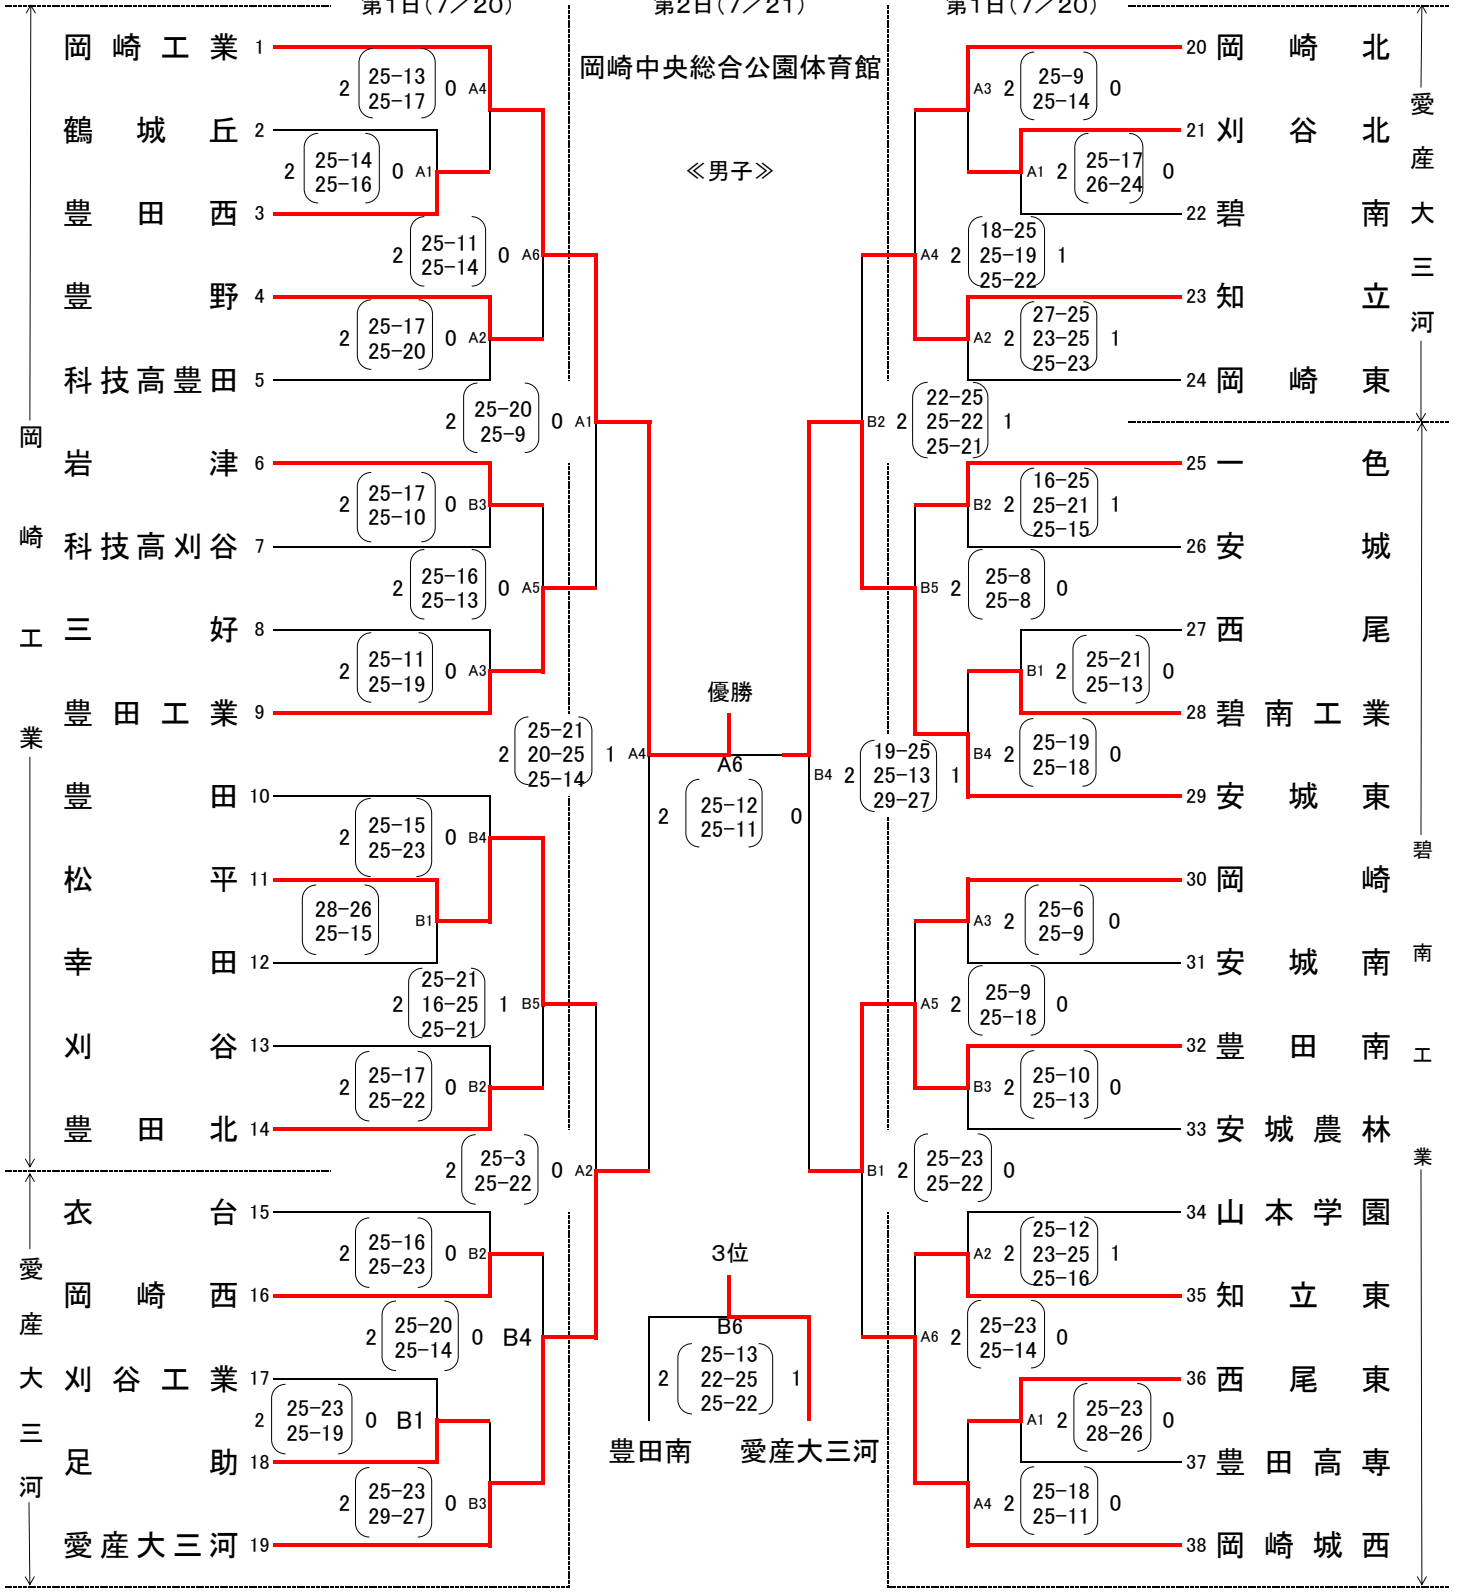 第1日(7/20)
第2日(7/21)
第1日(7/20)
岡崎中央総合公園体育館
≪男子≫
岡崎工業 1
鶴城丘 2
豊田西 3
豊野 4
科技高豊田 5
岩津 6
科技高刈谷 7
三好 8
豊田工業 9
豊田 10
松平 11
幸田 12
刈谷 13
豊田北 14
衣台 15
岡崎西 16
刈谷工業 17
足助 18
愛産大三河 19
岡崎工業
愛産大三河
2 25-13 0 A4
25-17
2 25-14 0 A1
25-16
2 25-11 0 A6
25-14
2 25-17 0 A2
25-20
2 25-20 0 A1
25-9
2 25-17 0 B3
25-10
2 25-16 0 A5
25-13
2 25-11 0 A3
25-19
25-21
2 20-25 1 A4
25-14
2 25-15 0 B4
25-23
28-26 B1
25-15
25-21
2 16-25 1 B5
25-21
2 25-17 0 B2
25-22
2 25-3 0 A2
25-22
2 25-16 0 B2
25-23
2 25-20 0 B4
25-14
2 25-23 0 B1
25-19
2 25-23 0 B3
29-27
優勝
A6
2 25-12 0
25-11
3位
B6
25-13
2 22-25 1
25-22
豊田南 愛産大三河
A3 2 25-9 0
25-14
A1 2 25-17 0
26-24
18-25
A4 2 25-19 1
25-22
27-25
A2 2 23-25 1
25-23
22-25
B2 2 25-22 1
25-21
16-25
B2 2 25-21 1
25-15
B5 2 25-8 0
25-8
B1 2 25-21 0
25-13
B4 2 25-19 0
25-18
19-25
B4 2 25-13 1
29-27
A3 2 25-6 0
25-9
A5 2 25-9 0
25-18
B3 2 25-10 0
25-13
B1 2 25-23 0
25-22
25-12
A2 2 23-25 1
25-16
A6 2 25-23 0
25-14
A1 2 25-23 0
28-26
A4 2 25-18 0
25-11
20 岡崎北
21 刈谷北
22 碧南
23 知立
24 岡崎東
25 一色
26 安城
27 西尾
28 碧南工業
29 安城東
30 岡崎
31 安城南
32 豊田南
33 安城農林
34 山本学園
35 知立東
36 西尾東
37 豊田高専
38 岡崎城西
愛産大三河
碧南工業